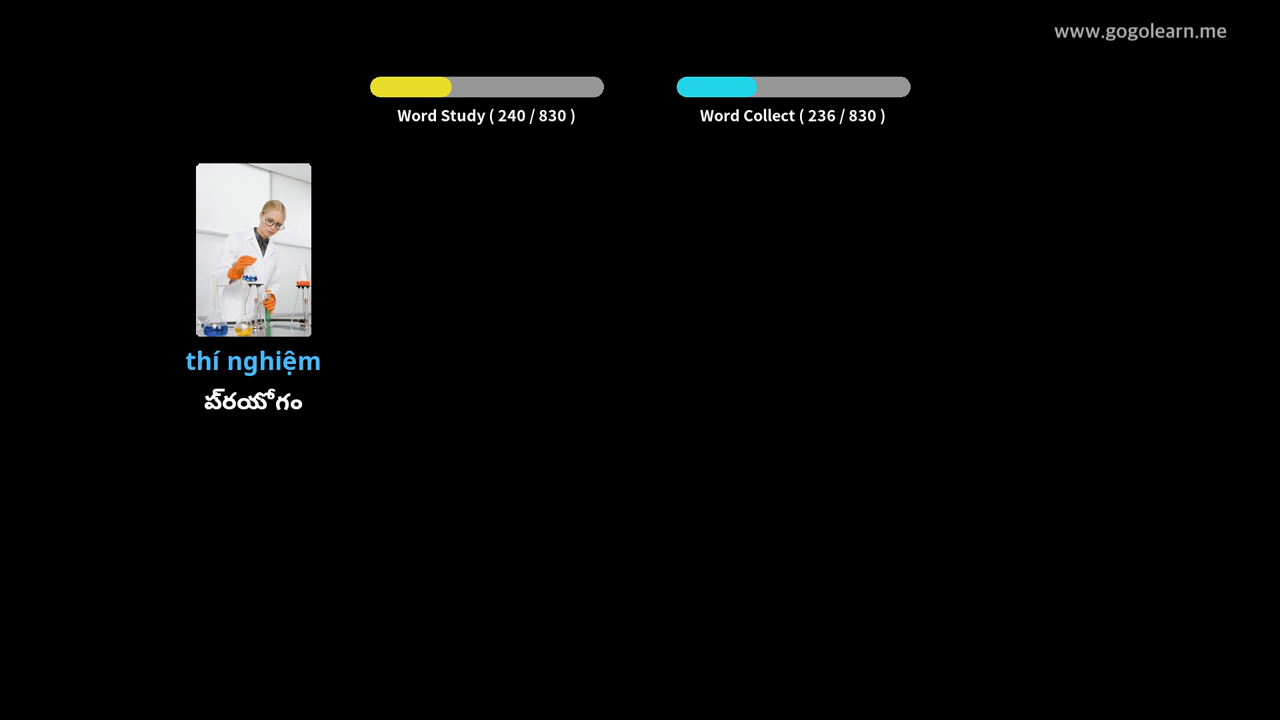 www.gogolearn.me
Word Study ( 240 / 830 )
Word Collect ( 236 / 830 )
thí nghiệm
ప్రయోగం